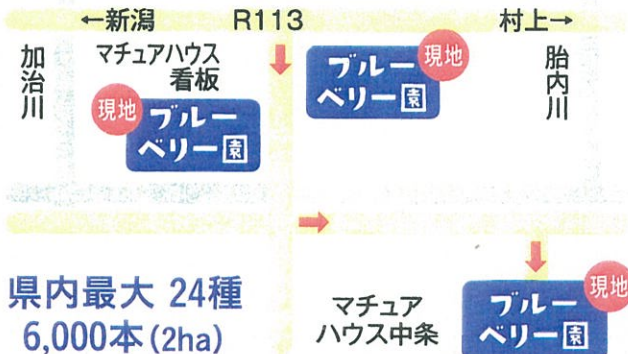 ←新潟
R113
村上→
加治川
マチュアハウス
看板
現地
ブルー
ベリー園
現地
ブルー
ベリー園
胎内川
県内最大 24種
6,000本(2ha)
マチュア
ハウス中条
現地
ブルー
ベリー園